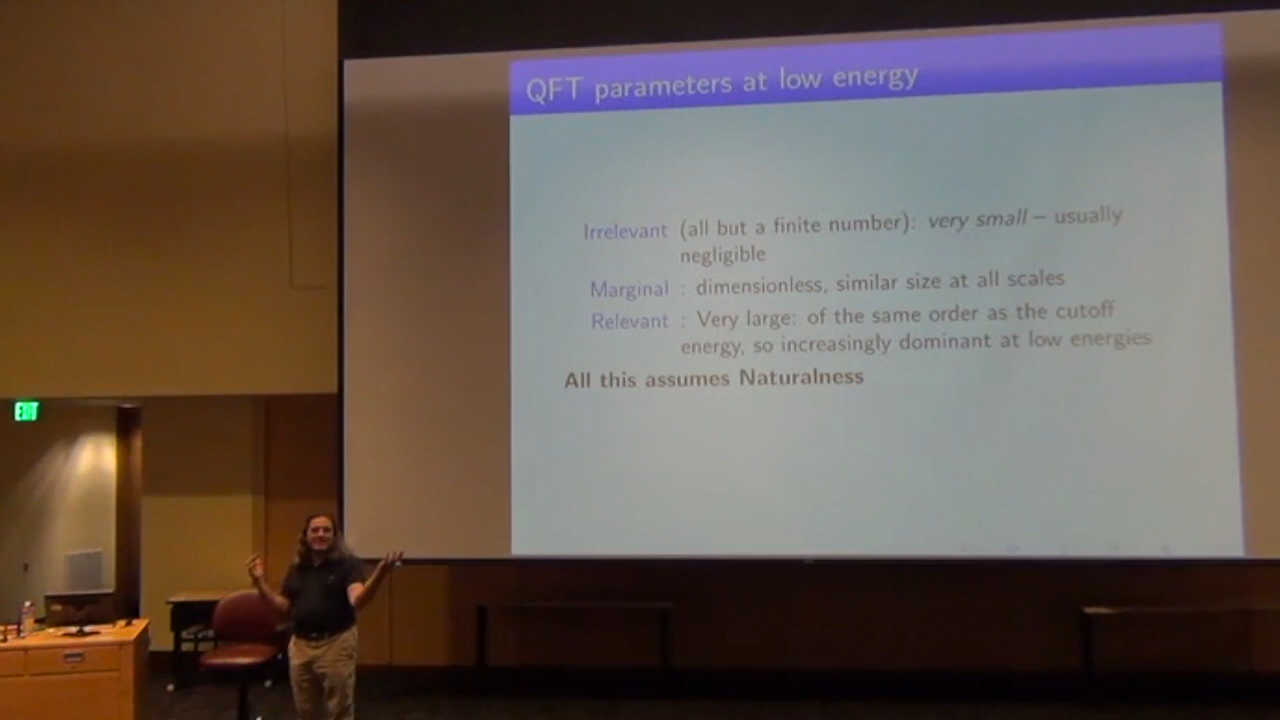 QFT parameters at low energy
Irrelevant (all but a finite number): very small – usually
negligible
Marginal : dimensionless, similar size at all scales
Relevant : Very large: of the same order as the cutoff
energy, so increasingly dominant at low energies
All this assumes Naturalness
EXIT